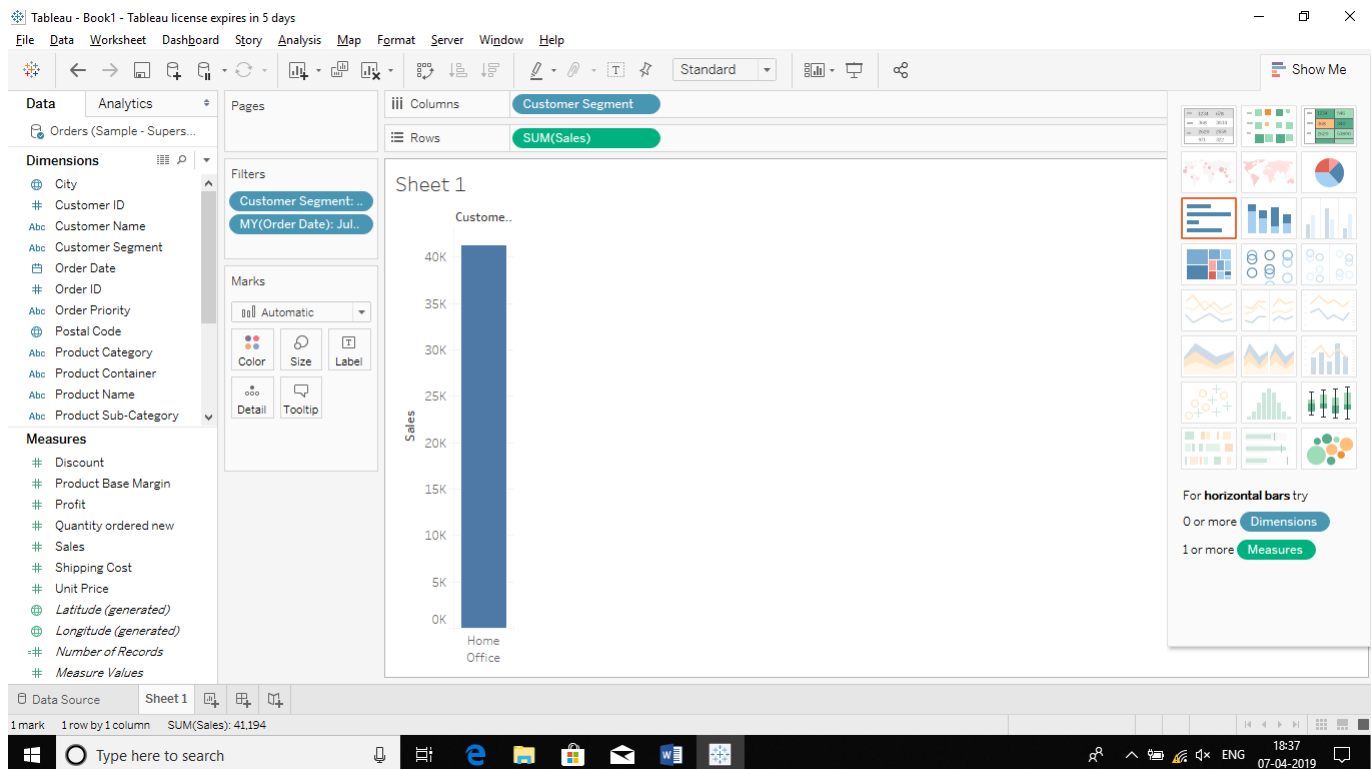 Tableau - Book1 - Tableau license expires in 5 days
File Data Worksheet Dashboard Story Analysis Map Format Server Window Help
Standard
Show Me
Data Analytics
Orders (Sample - Supers...
Dimensions
City
Customer ID
Abc Customer Name
Abc Customer Segment
Order Date
Order ID
Abc Order Priority
Postal Code
Abc Product Category
Abc Product Container
Abc Product Name
Abc Product Sub-Category
Measures
Discount
Product Base Margin
Profit
Quantity ordered new
Sales
Shipping Cost
Unit Price
Latitude (generated)
Longitude (generated)
Number of Records
Measure Values
Pages
Filters
Customer Segment: ..
MY(Order Date): Jul..
Marks
Automatic
Color Size Label
Detail Tooltip
Columns Customer Segment
Rows SUM(Sales)
Sheet 1
Custome..
40K
35K
30K
25K
20K
15K
10K
5K
0K
Sales
Home
Office
For horizontal bars try
0 or more Dimensions
1 or more Measures
Data Source Sheet 1
1 mark 1 row by 1 column SUM(Sales): 41,194
Type here to search
ENG
18:37
07-04-2019